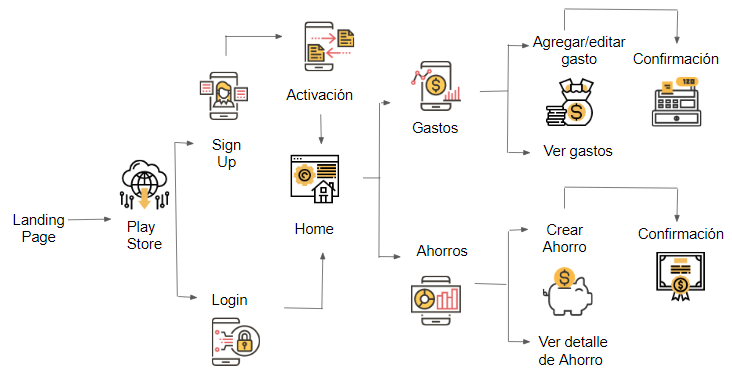 Landing
Page
Play
Store
Sign
Up
Login
Activación
Home
Gastos
Ahorros
Agregar/editar
gasto
Confirmación
Ver gastos
Crear
Ahorro
Confirmación
Ver detalle
de Ahorro